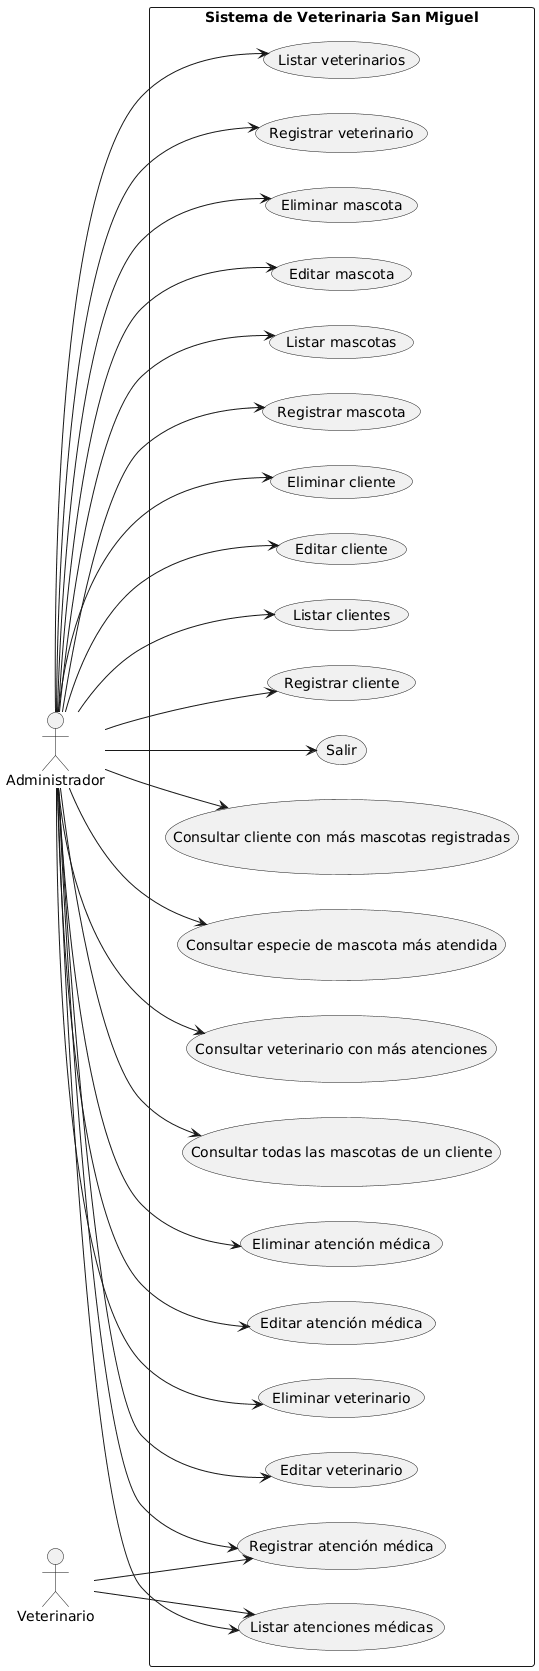 Sistema de Veterinaria San Miguel
Listar veterinarios
Registrar veterinario
Eliminar mascota
Editar mascota
Listar mascotas
Registrar mascota
Eliminar cliente
Editar cliente
Listar clientes
Registrar cliente
Salir
Administrador
Consultar cliente con más mascotas registradas
Consultar especie de mascota más atendida
Consultar veterinario con más atenciones
Consultar todas las mascotas de un cliente
Eliminar atención médica
Editar atención médica
Eliminar veterinario
Editar veterinario
Registrar atención médica
Veterinario
Listar atenciones médicas